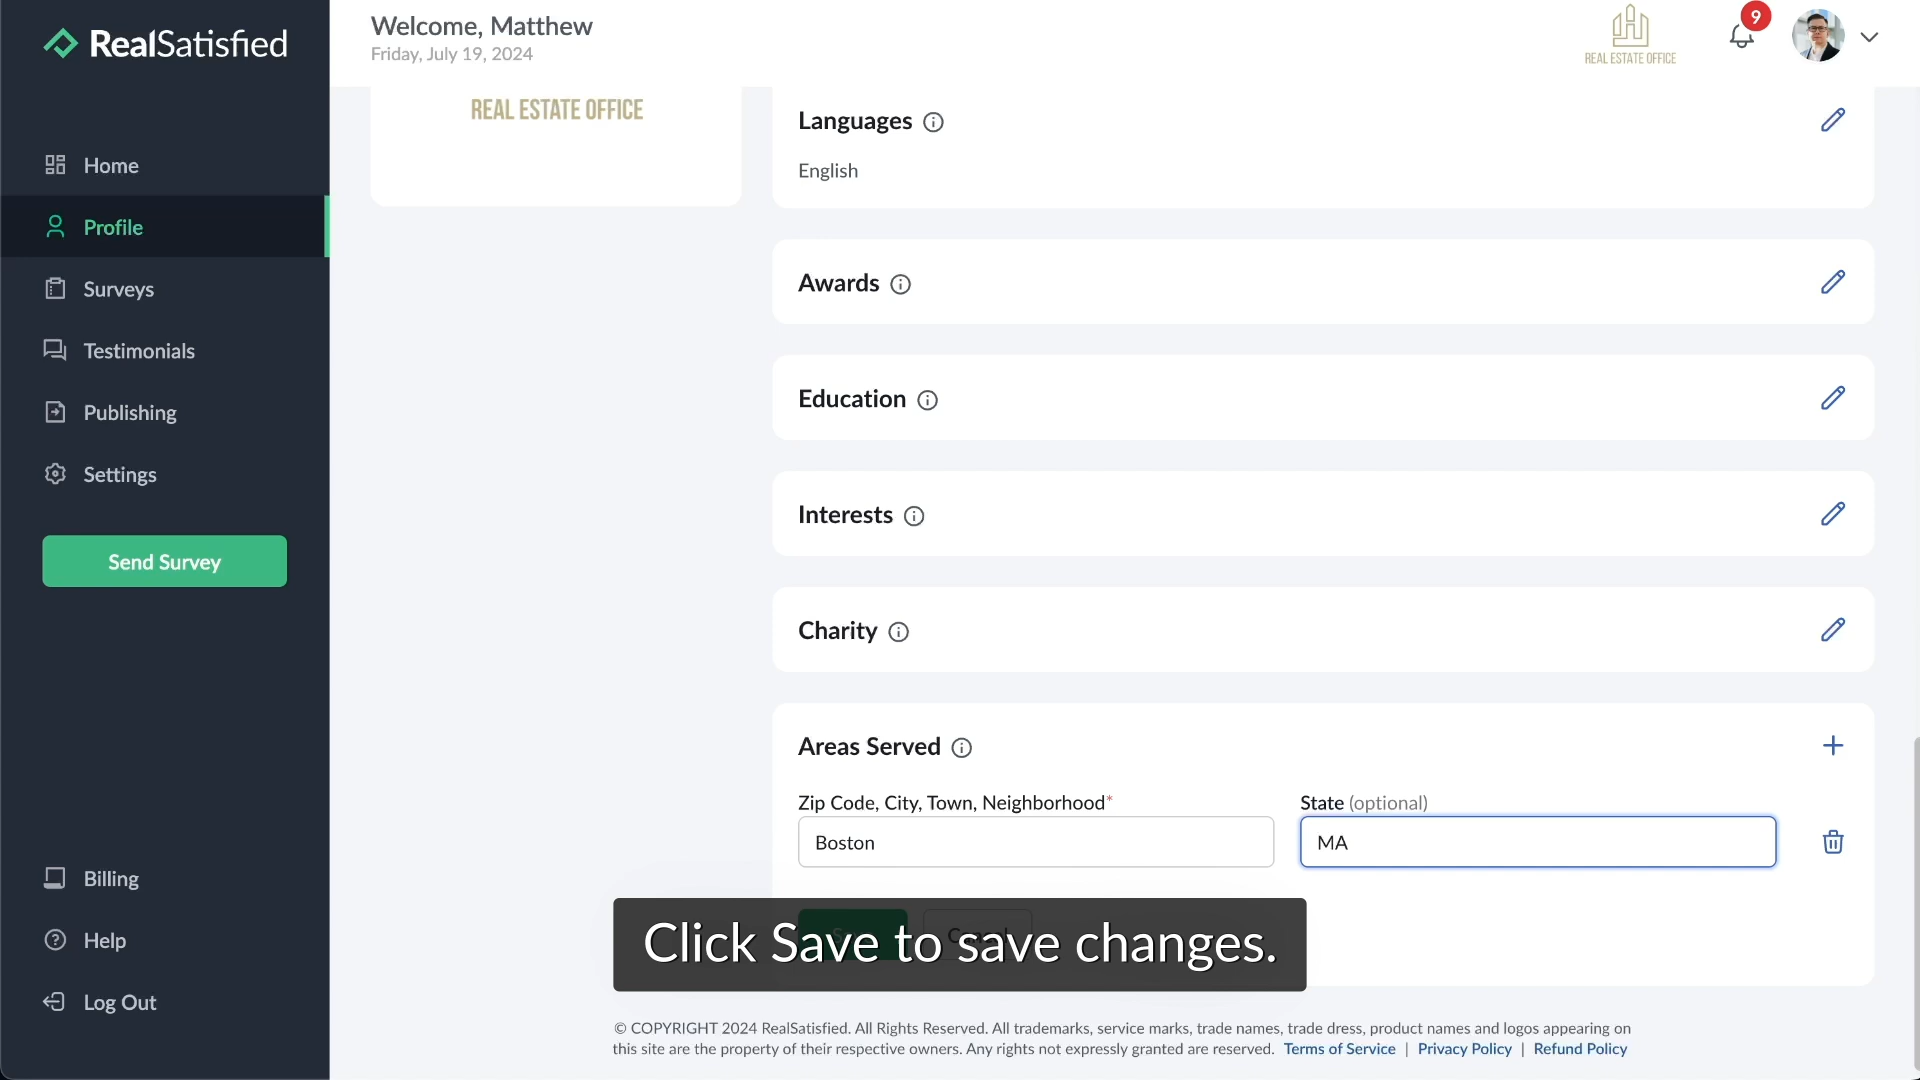 RealSatisfied
Welcome, Matthew
Friday, July 19, 2024
REAL ESTATE OFFICE
9
Home
Profile
Surveys
Testimonials
Publishing
Settings
Send Survey
Billing
Help
Log Out
REAL ESTATE OFFICE
Languages
English
Awards
Education
Interests
Charity
Areas Served
Zip Code, City, Town, Neighborhood*
State (optional)
Boston
MA
Click Save to save changes.
© COPYRIGHT 2024 RealSatisfied. All Rights Reserved. All trademarks, service marks, trade names, trade dress, product names and logos appearing on
this site are the property of their respective owners. Any rights not expressly granted are reserved. Terms of Service | Privacy Policy | Refund Policy